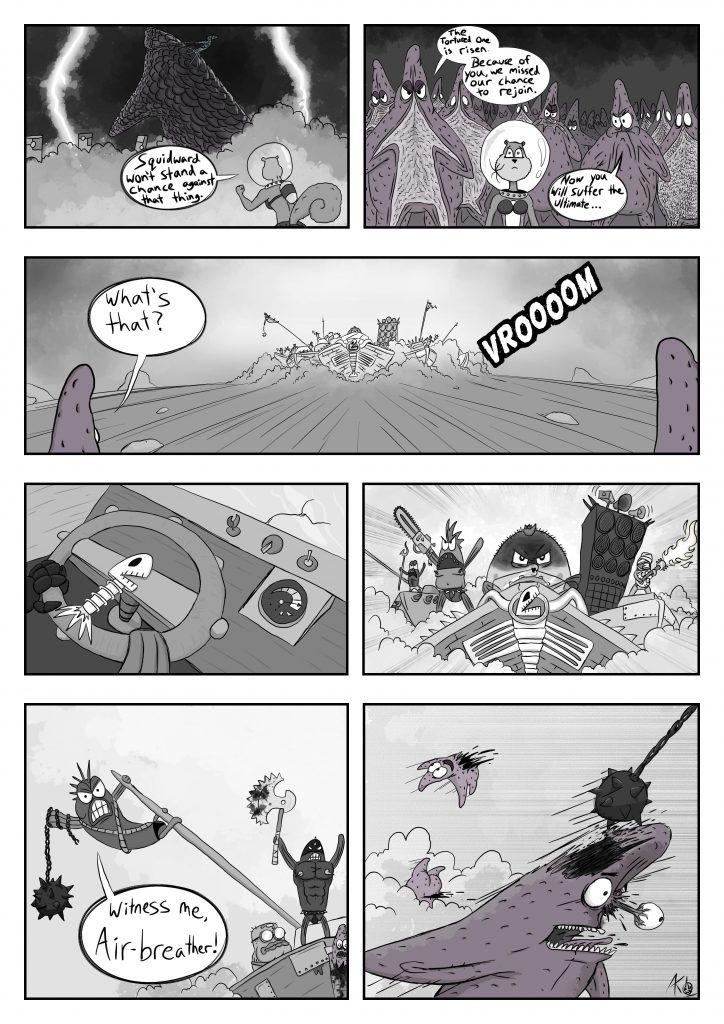 Squidward
won't stand a
chance against
that thing.
The
Tortured One
is risen.
Because of
you, we missed
our chance
to rejoin.
Now you
will suffer the
ultimate...
What's
that?
VROOOOM
Witness me,
Air-breather!